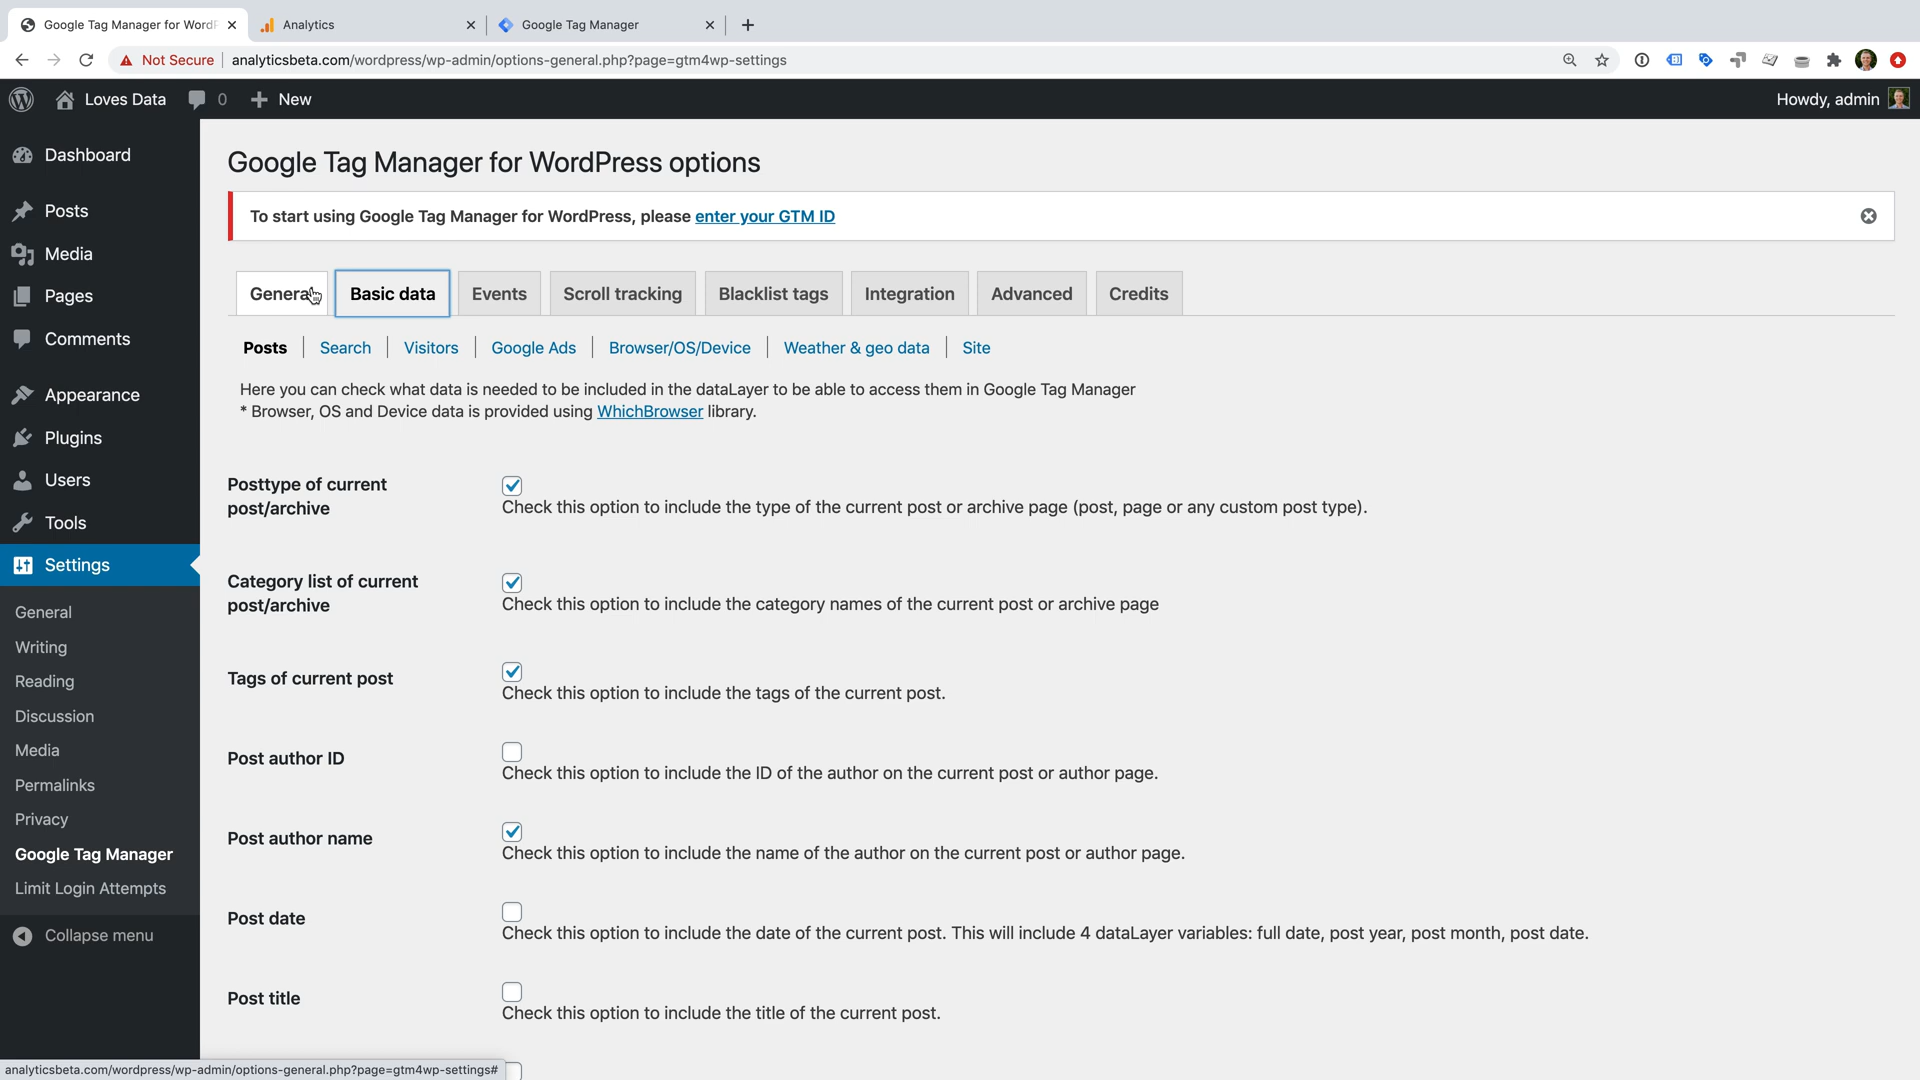 Google Tag Manager for WordP
Analytics
Google Tag Manager
Not Secure
analyticsbeta.com/wordpress/wp-admin/options-general.php?page=gtm4wp-settings
Loves Data
0
New
Howdy, admin
Dashboard
Posts
Media
Pages
Comments
Appearance
Plugins
Users
Tools
Settings
General
Writing
Reading
Discussion
Media
Permalinks
Privacy
Google Tag Manager
Limit Login Attempts
Collapse menu
Google Tag Manager for WordPress options
To start using Google Tag Manager for WordPress, please enter your GTM ID
General
Basic data
Events
Scroll tracking
Blacklist tags
Integration
Advanced
Credits
Posts
Search
Visitors
Google Ads
Browser/OS/Device
Weather & geo data
Site
Here you can check what data is needed to be included in the dataLayer to be able to access them in Google Tag Manager
* Browser, OS and Device data is provided using WhichBrowser library.
Posttype of current
post/archive
Check this option to include the type of the current post or archive page (post, page or any custom post type).
Category list of current
post/archive
Check this option to include the category names of the current post or archive page
Tags of current post
Check this option to include the tags of the current post.
Post author ID
Check this option to include the ID of the author on the current post or author page.
Post author name
Check this option to include the name of the author on the current post or author page.
Post date
Check this option to include the date of the current post. This will include 4 dataLayer variables: full date, post year, post month, post date.
Post title
Check this option to include the title of the current post.
analyticsbeta.com/wordpress/wp-admin/options-general.php?page=gtm4wp-settings#